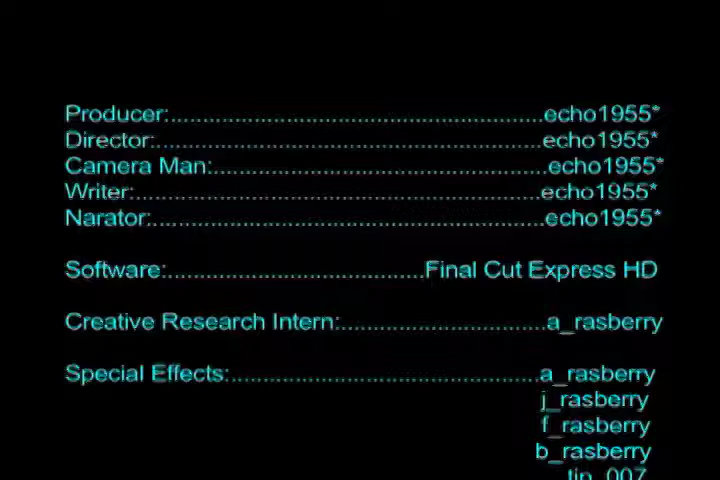 Producer:..........................................................echo1955*
Director:............................................................echo1955*
Camera Man:....................................................echo1955*
Writer:...............................................................echo1955*
Narator:.............................................................echo1955*
Software:........................................Final Cut Express HD
Creative Research Intern:................................a_rasberry
Special Effects:................................................a_rasberry
j_rasberry
f_rasberry
b_rasberry